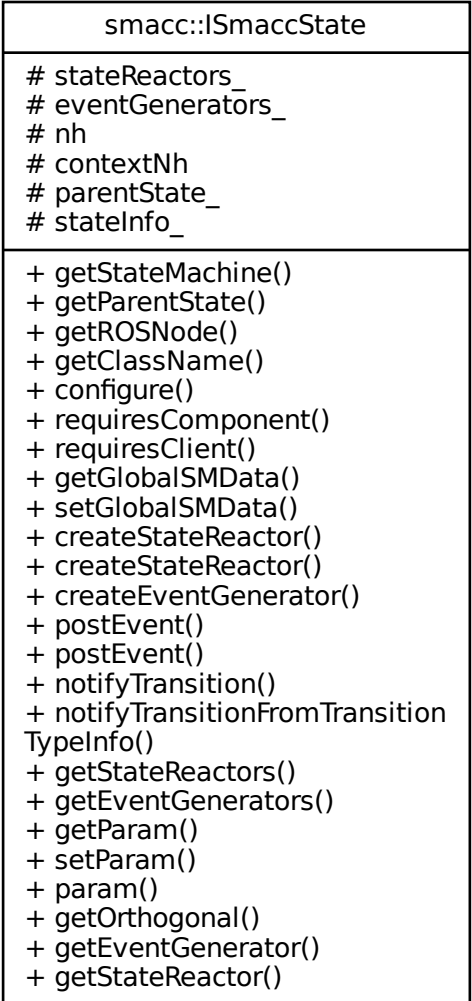 smacc::ISmaccState
# stateReactors_
# eventGenerators_
# nh
# contextNh
# parentState_
# stateInfo_
+ getStateMachine()
+ getParentState()
+ getROSNode()
+ getClassName()
+ configure()
+ requiresComponent()
+ requiresClient()
+ getGlobalSMData()
+ setGlobalSMData()
+ createStateReactor()
+ createStateReactor()
+ createEventGenerator()
+ postEvent()
+ postEvent()
+ notifyTransition()
+ notifyTransitionFromTransition
TypeInfo()
+ getStateReactors()
+ getEventGenerators()
+ getParam()
+ setParam()
+ param()
+ getOrthogonal()
+ getEventGenerator()
+ getStateReactor()